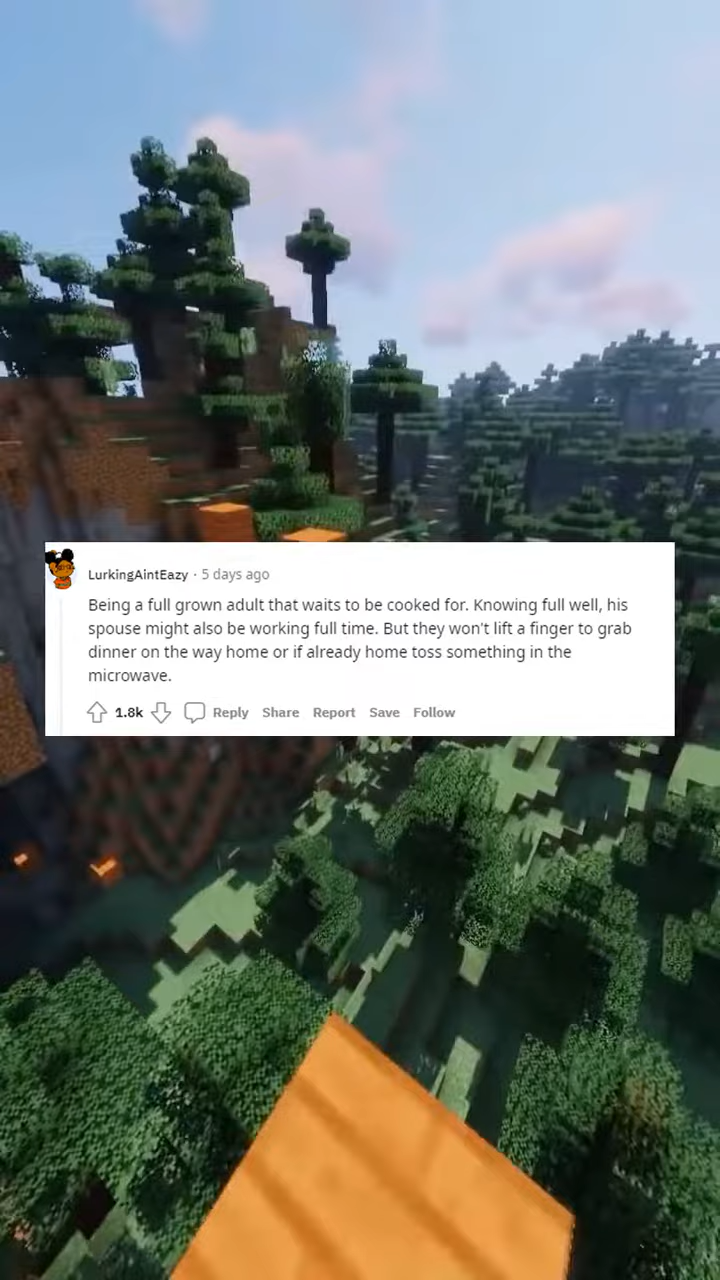 LurkingAintEazy · 5 days ago
Being a full grown adult that waits to be cooked for. Knowing full well, his
spouse might also be working full time. But they won't lift a finger to grab
dinner on the way home or if already home toss something in the
microwave.
1.8k Reply Share Report Save Follow